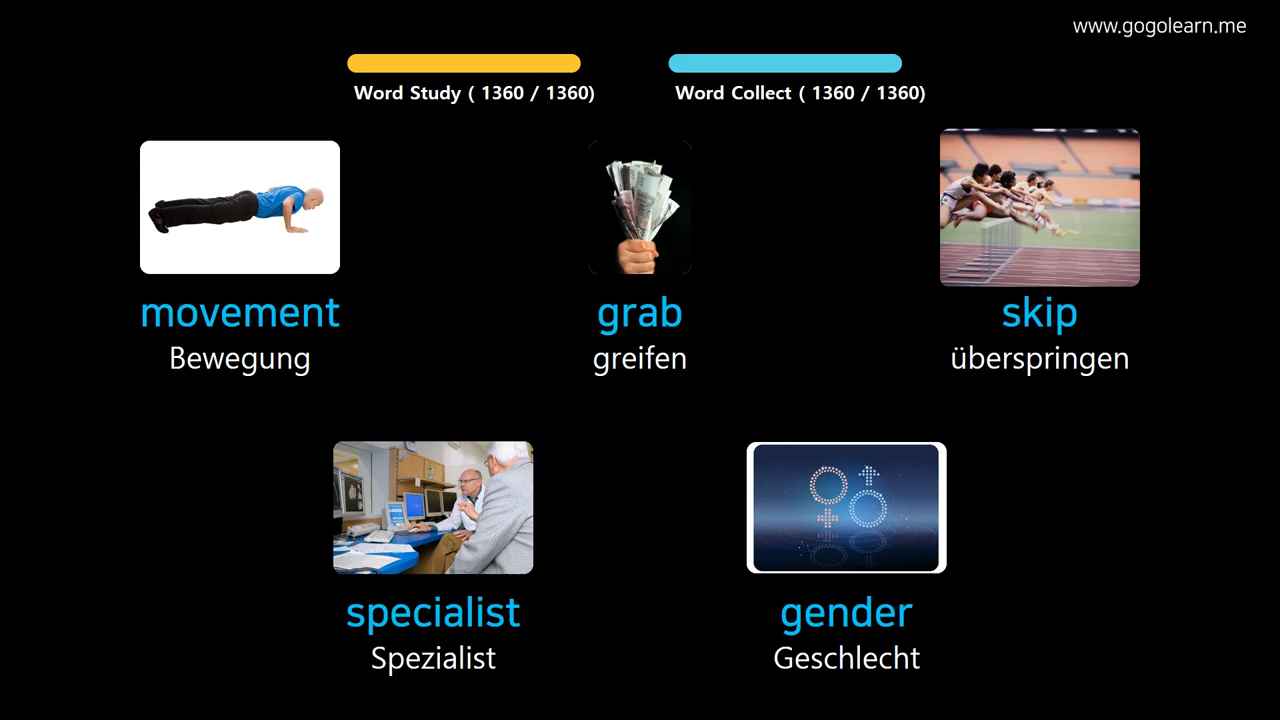 www.gogolearn.me
Word Study ( 1360 / 1360)
Word Collect ( 1360 / 1360)
movement
Bewegung
grab
greifen
skip
überspringen
specialist
Spezialist
gender
Geschlecht